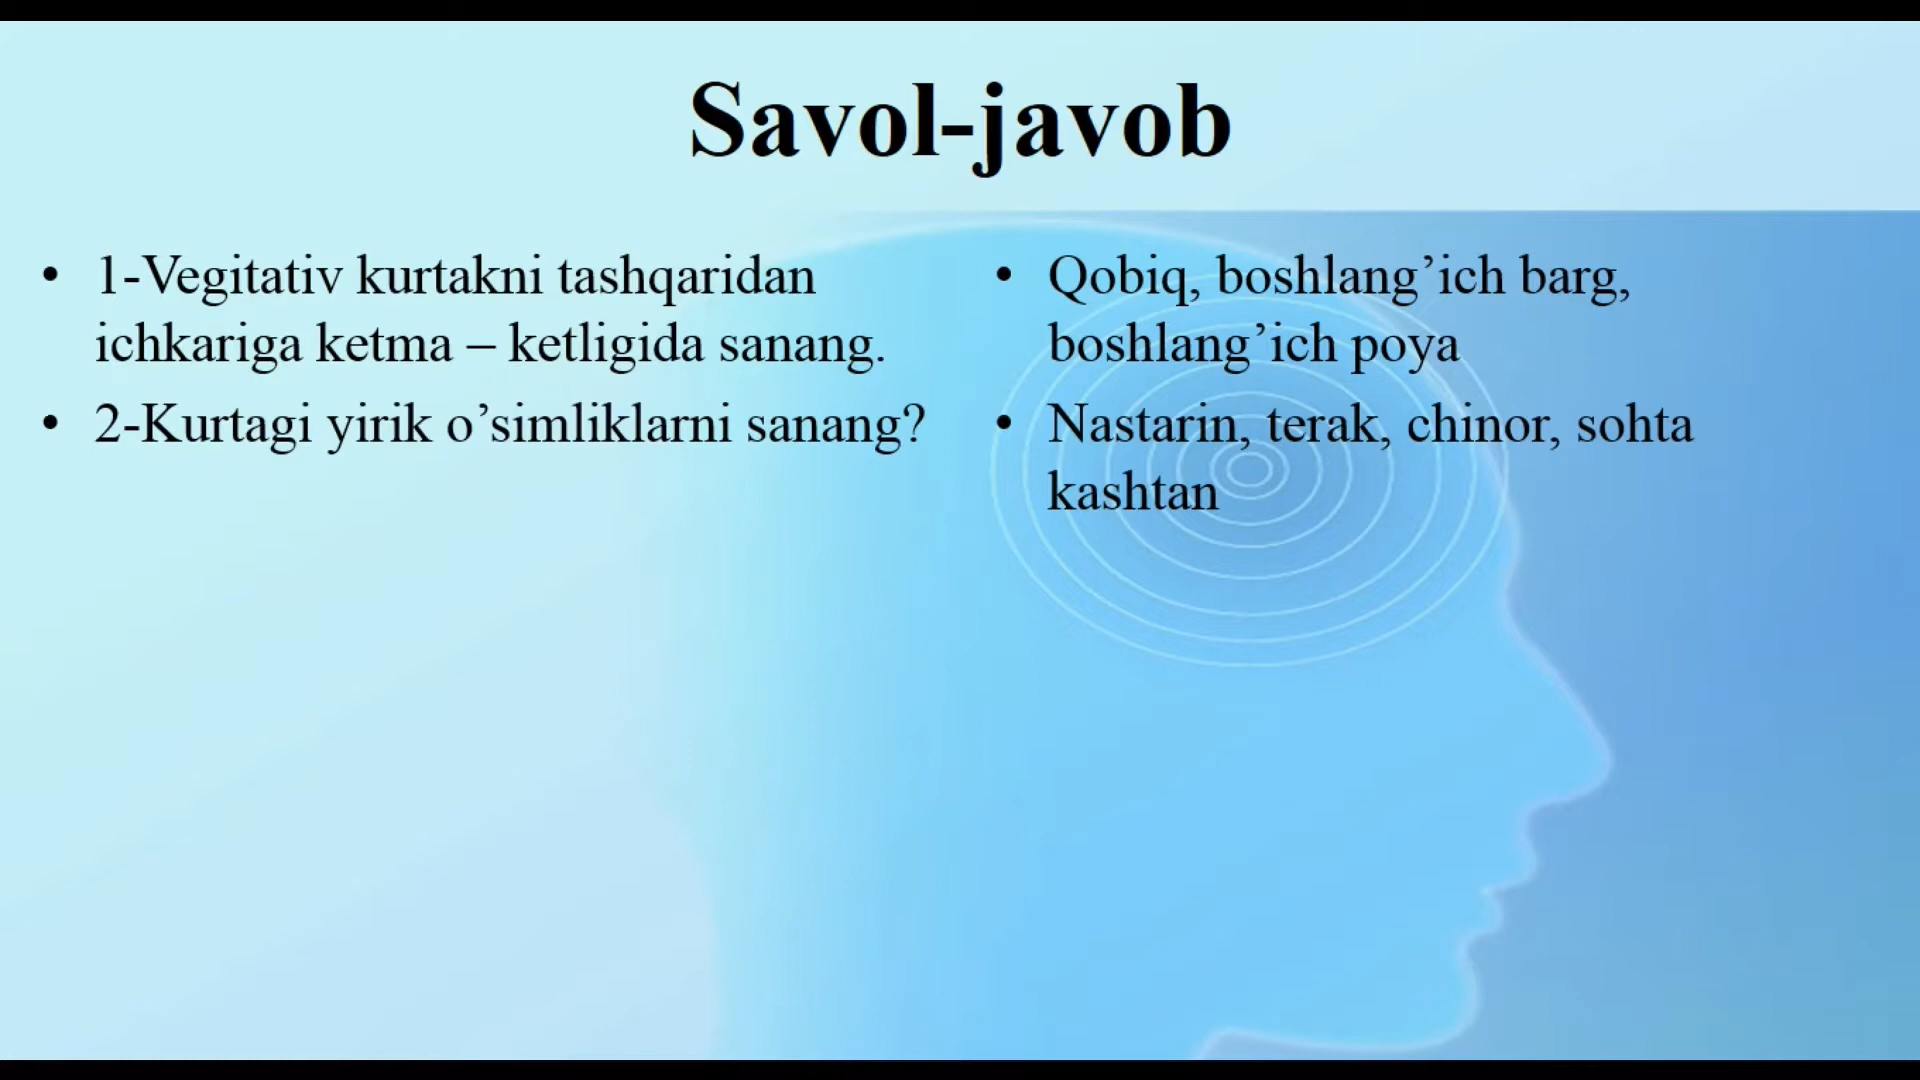 Savol-javob
• 1-Vegitativ kurtakni tashqaridan
ichkariga ketma – ketligida sanang.
• 2-Kurtagi yirik o’simliklarni sanang?
• Qobiq, boshlang’ich barg,
boshlang’ich poya
• Nastarin, terak, chinor, sohta
kashtan